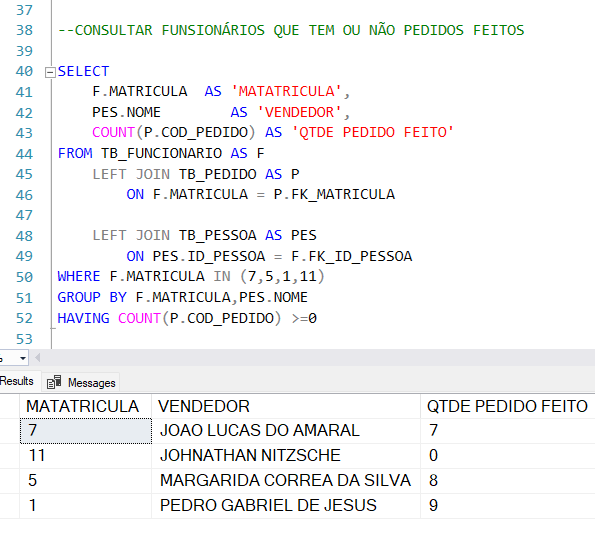 37
38 --CONSULTAR FUNSIONÁRIOS QUE TEM OU NÃO PEDIDOS FEITOS
39
40 SELECT
41 F.MATRICULA AS 'MATATRICULA',
42 PES.NOME AS 'VENDEDOR',
43 COUNT(P.COD_PEDIDO) AS 'QTDE PEDIDO FEITO'
44 FROM TB_FUNCIONARIO AS F
45 LEFT JOIN TB_PEDIDO AS P
46 ON F.MATRICULA = P.FK_MATRICULA
47
48 LEFT JOIN TB_PESSOA AS PES
49 ON PES.ID_PESSOA = F.FK_ID_PESSOA
50 WHERE F.MATRICULA IN (7,5,1,11)
51 GROUP BY F.MATRICULA,PES.NOME
52 HAVING COUNT(P.COD_PEDIDO) >=0
53
Results Messages
MATATRICULA VENDEDOR QTDE PEDIDO FEITO
7 JOAO LUCAS DO AMARAL 7
11 JOHNATHAN NITZSCHE 0
5 MARGARIDA CORREA DA SILVA 8
1 PEDRO GABRIEL DE JESUS 9